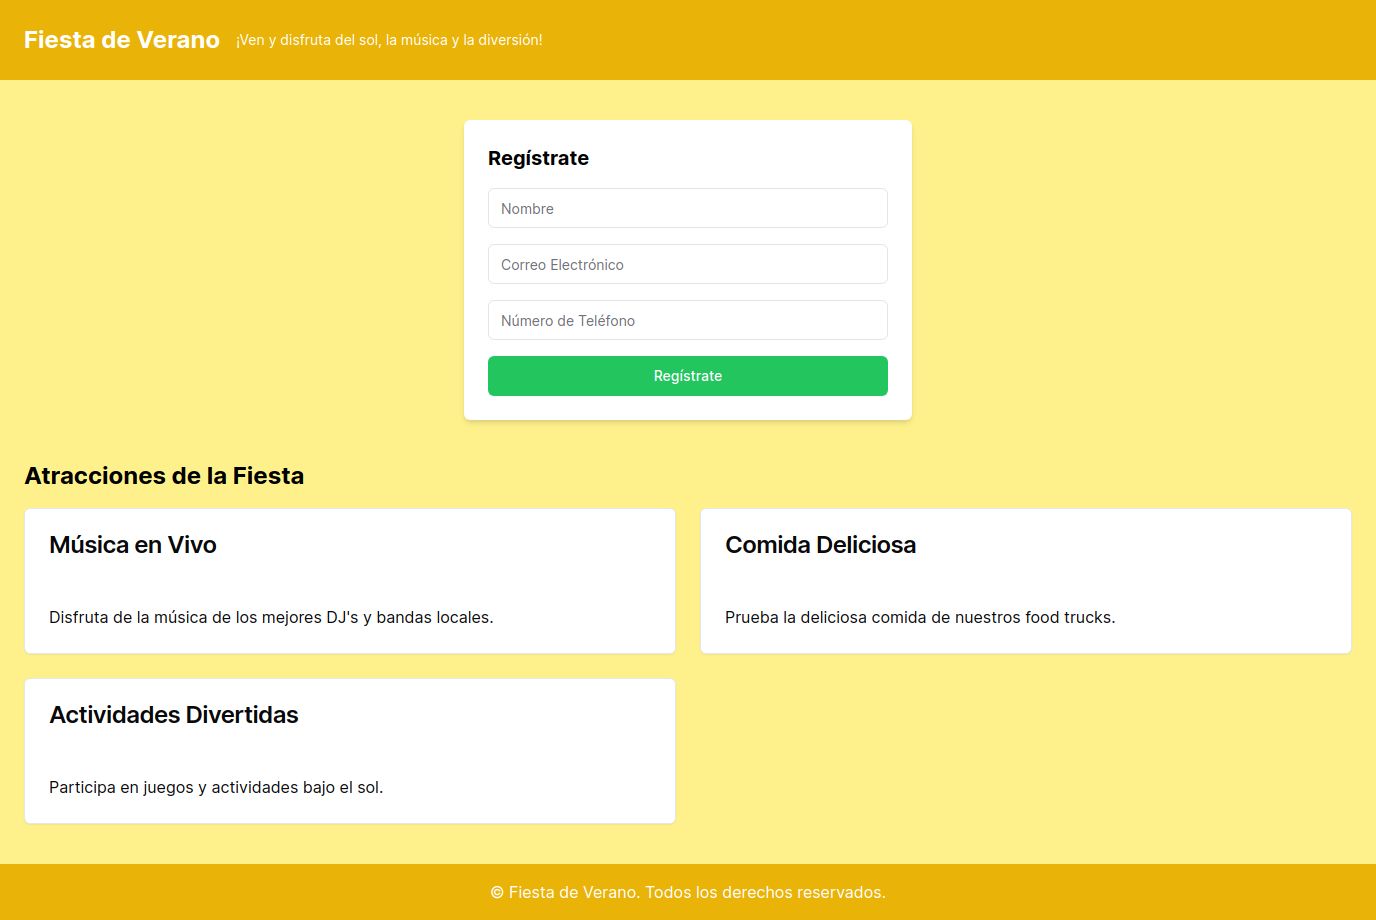 Fiesta de Verano ¡Ven y disfruta del sol, la música y la diversión!
Regístrate
Nombre
Correo Electrónico
Número de Teléfono
Regístrate
Atracciones de la Fiesta
Música en Vivo
Disfruta de la música de los mejores DJ's y bandas locales.
Comida Deliciosa
Prueba la deliciosa comida de nuestros food trucks.
Actividades Divertidas
Participa en juegos y actividades bajo el sol.
© Fiesta de Verano. Todos los derechos reservados.